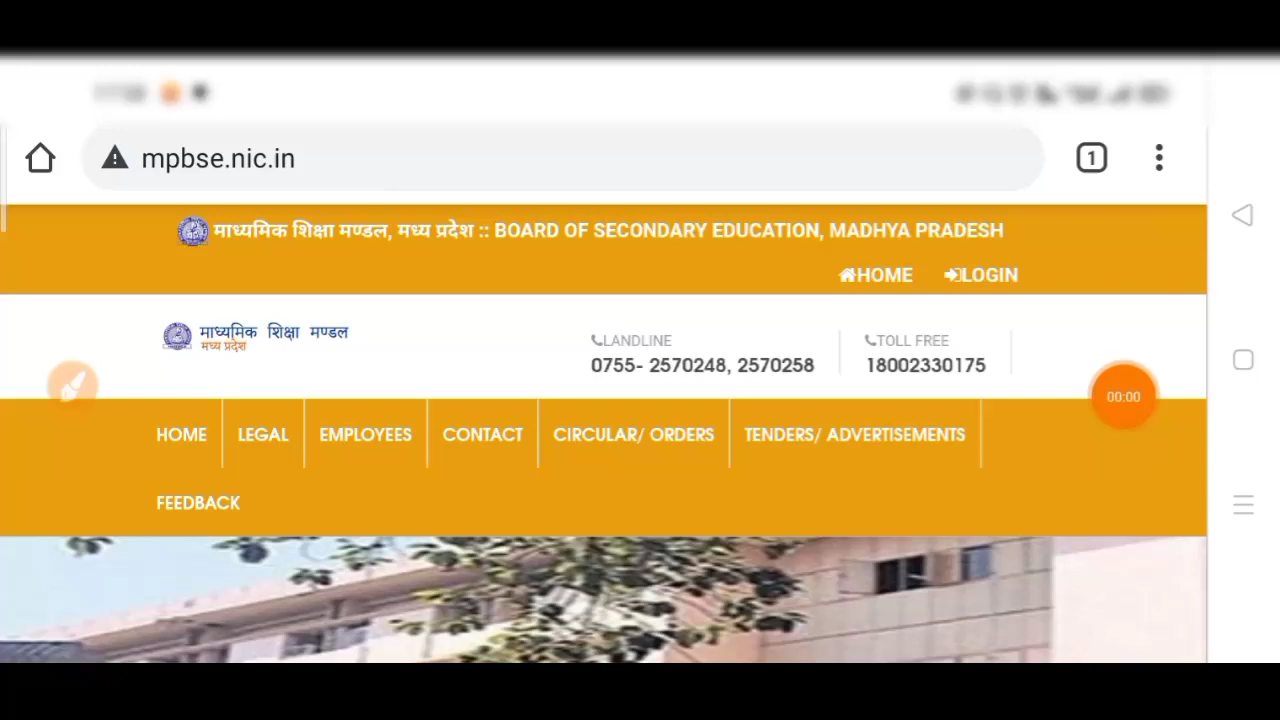 1
mpbse.nic.in
माध्यमिक शिक्षा मण्डल, मध्य प्रदेश :: BOARD OF SECONDARY EDUCATION, MADHYA PRADESH
HOME LOGIN
माध्यमिक शिक्षा मण्डल
मध्य प्रदेश
LANDLINE
0755- 2570248, 2570258
TOLL FREE
18002330175
00:00
HOME LEGAL EMPLOYEES CONTACT CIRCULAR/ ORDERS TENDERS/ ADVERTISEMENTS
FEEDBACK